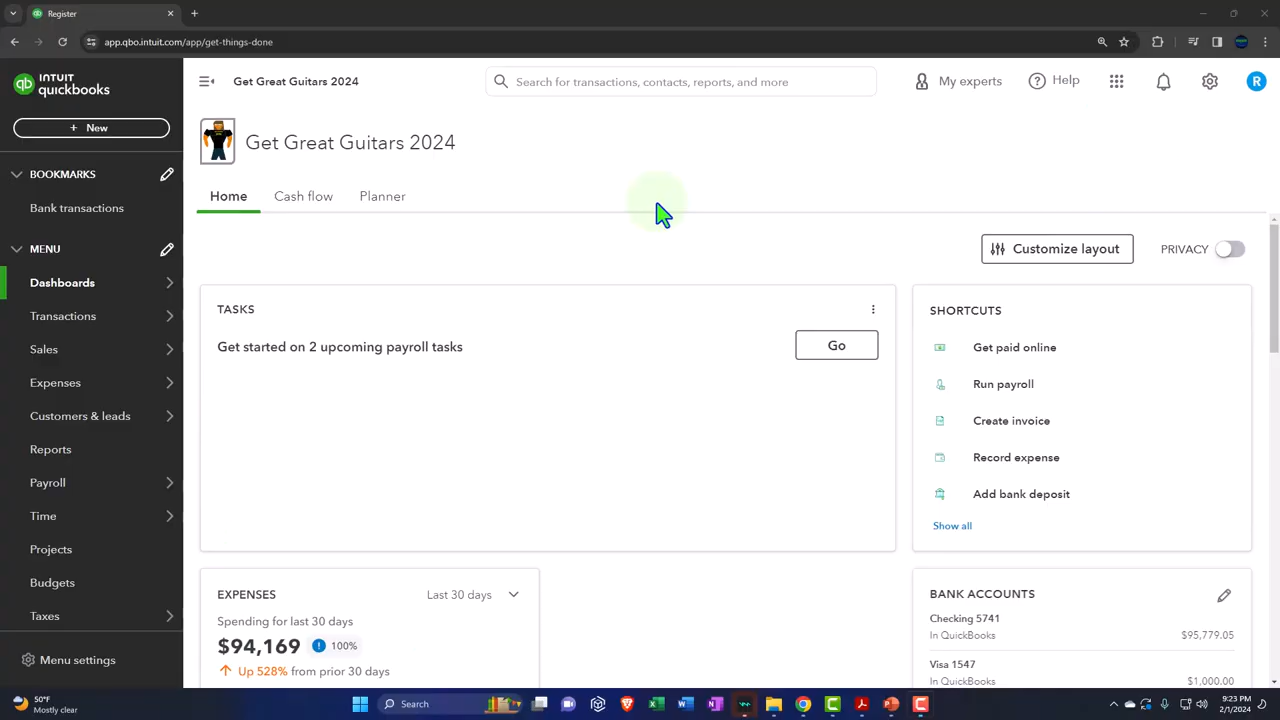 Register
app.qbo.intuit.com/app/get-things-done
INTUIT
quickbooks
Get Great Guitars 2024
Search for transactions, contacts, reports, and more
My experts
Help
R
+ New
Get Great Guitars 2024
BOOKMARKS
Bank transactions
Home
Cash flow
Planner
MENU
Customize layout
PRIVACY
Dashboards
Transactions
Sales
Expenses
Customers & leads
Reports
Payroll
Time
Projects
Budgets
Taxes
Menu settings
TASKS
Get started on 2 upcoming payroll tasks
Go
SHORTCUTS
Get paid online
Run payroll
Create invoice
Record expense
Add bank deposit
Show all
EXPENSES
Last 30 days
Spending for last 30 days
$94,169
100%
Up 528% from prior 30 days
BANK ACCOUNTS
Checking 5741
In QuickBooks
$95,779.05
Visa 1547
In QuickBooks
$1,000.00
50°F
Mostly clear
Search
9:23 PM
2/7/2024